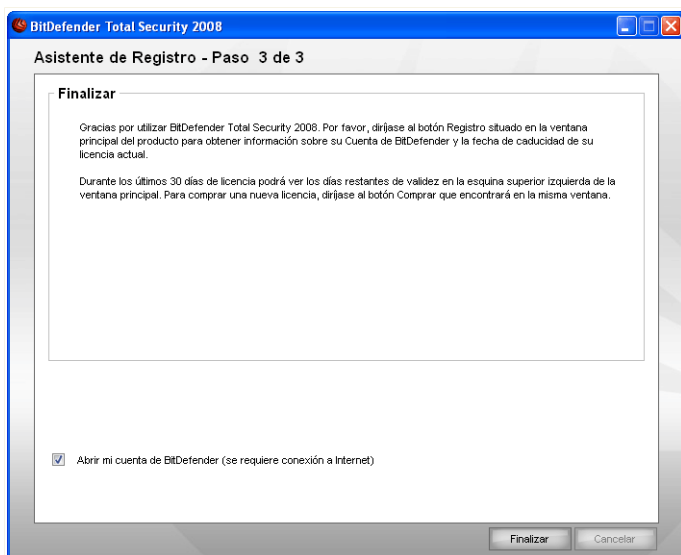 BitDefender Total Security 2008
Asistente de Registro - Paso 3 de 3
Finalizar
Gracias por utilizar BitDefender Total Security 2008. Por favor, diríjase al botón Registro situado en la ventana
principal del producto para obtener información sobre su Cuenta de BitDefender y la fecha de caducidad de su
licencia actual.
Durante los últimos 30 días de licencia podrá ver los días restantes de validez en la esquina superior izquierda de la
ventana principal. Para comprar una nueva licencia, diríjase al botón Comprar que encontrará en la misma ventana.
Abrir mi cuenta de BitDefender (se requiere conexión a Internet)
Finalizar
Cancelar